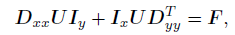 $D_{xx}UI_y + I_xUD_{yy}^T = F,$